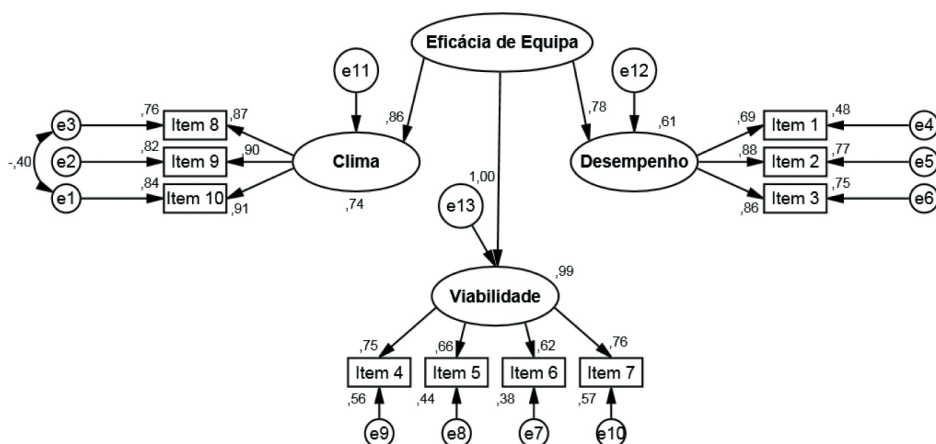 Eficácia de Equipa
e11
e12
,86
,78
e3
,76
Item 8
,87
e2
,82
Item 9
,90
-,40
e1
,84
Item 10
,91
Clima
,74
,61
Desempenho
,69
Item 1
,48
e4
,88
Item 2
,77
e5
,86
Item 3
,75
e6
1,00
e13
,99
Viabilidade
,75
,66
,62
,76
Item 4
Item 5
Item 6
Item 7
,56
,44
,38
,57
e9
e8
e7
e10